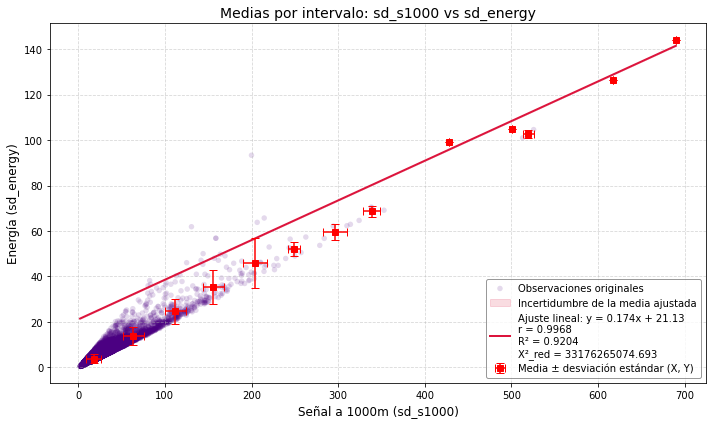 Medias por intervalo: sd_s1000 vs sd_energy
Energía (sd_energy)
140
120
100
80
60
40
20
0
0 100 200 300 400 500 600 700
Señal a 1000m (sd_s1000)
Observaciones originales
Incertidumbre de la media ajustada
Ajuste lineal: y = 0.174x + 21.13
r = 0.9968
R² = 0.9204
X²_red = 33176265074.693
Media ± desviación estándar (X, Y)